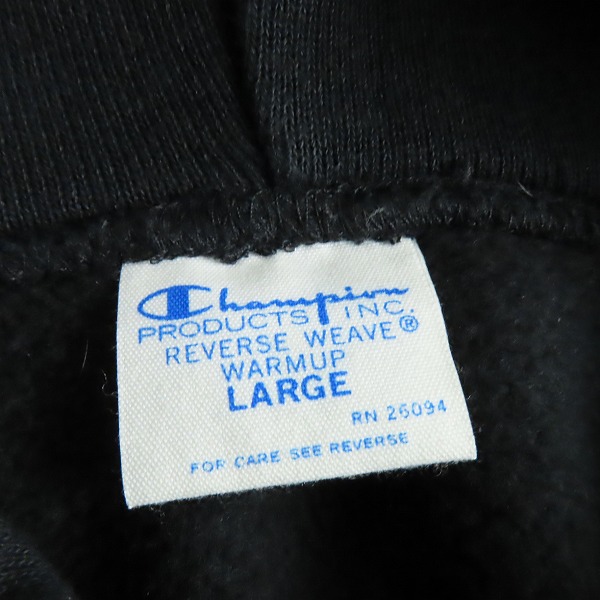 Champion
PRODUCTS INC.
REVERSE WEAVE®
WARMUP
LARGE
RN 26094
FOR CARE SEE REVERSE